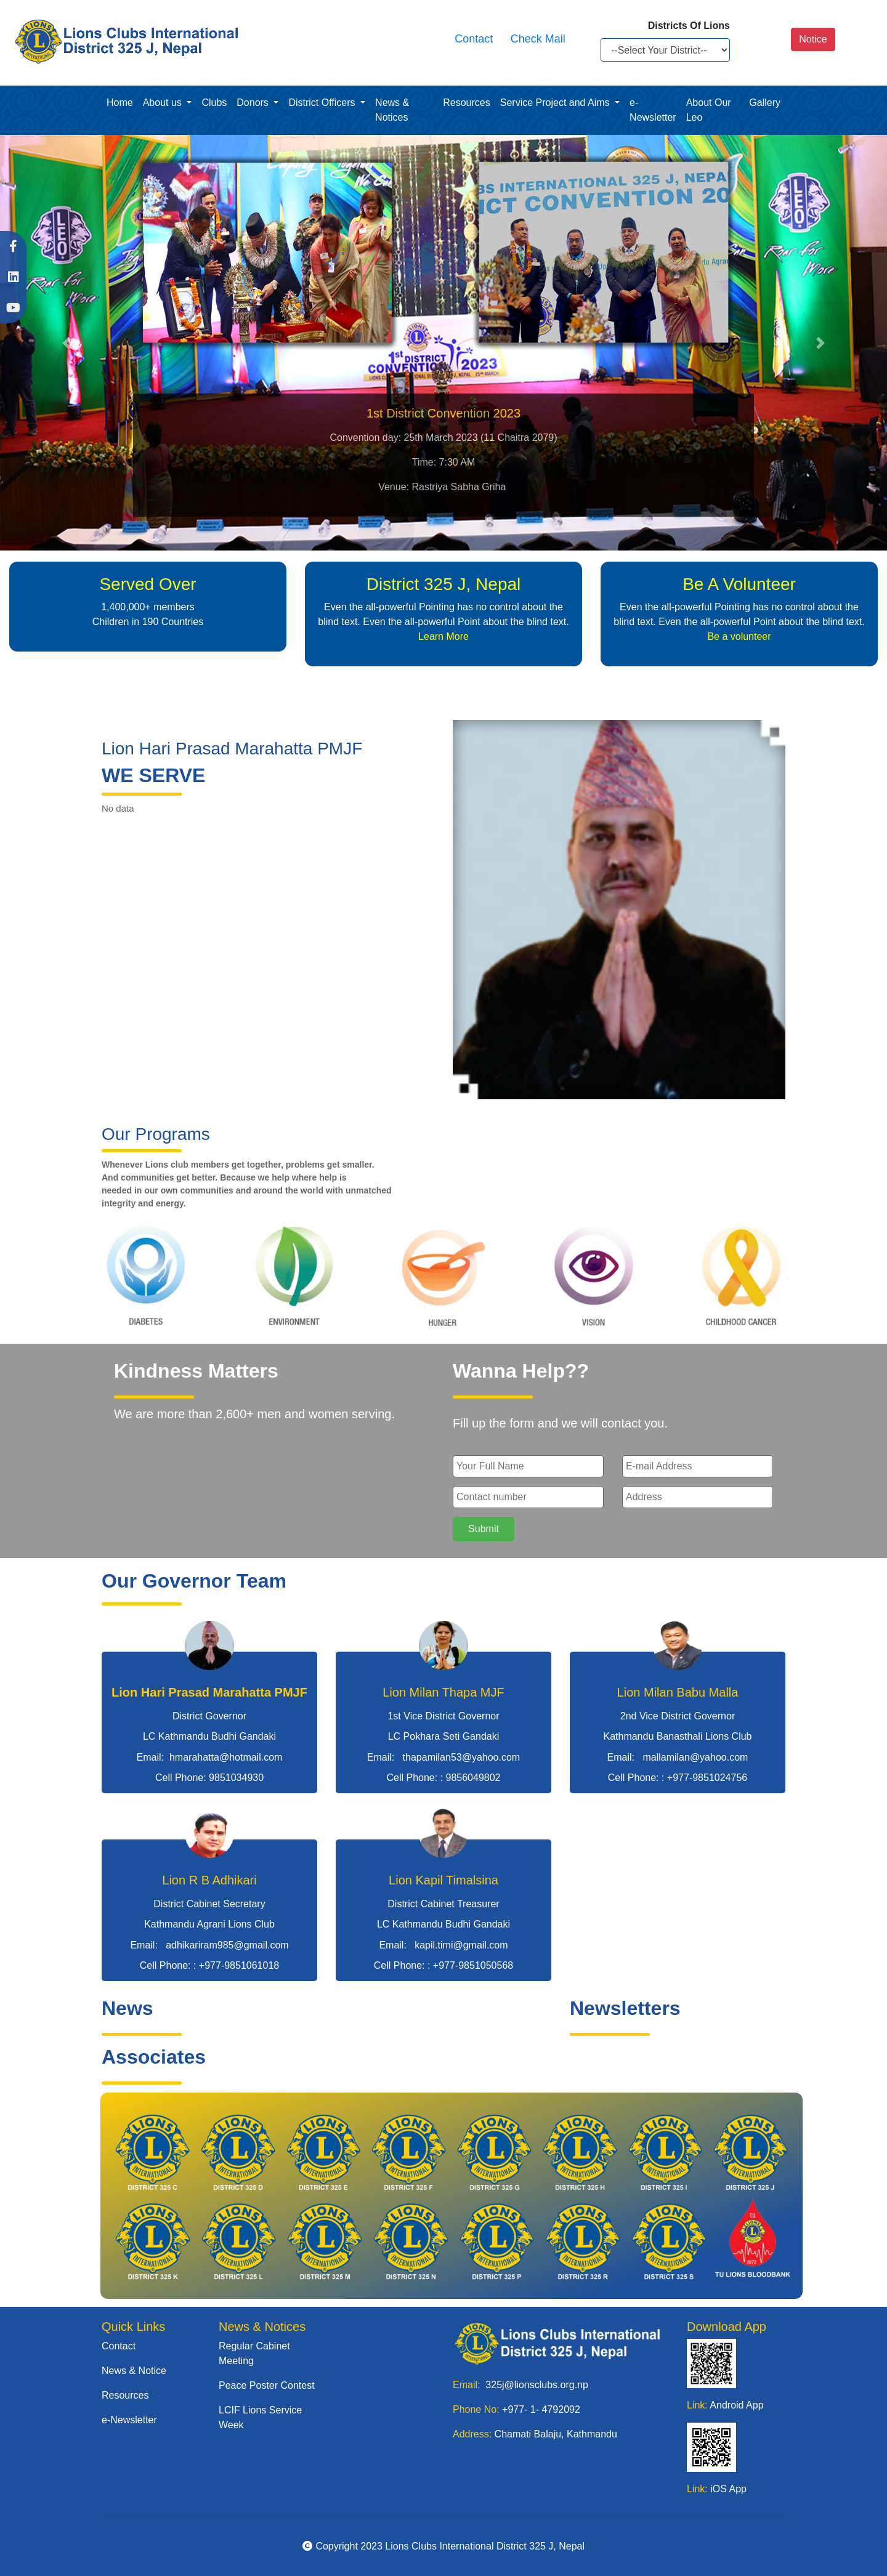 Lions Clubs International
District 325 J, Nepal
Contact
Check Mail
Districts Of Lions
--Select Your District--
Notice
Home
About us
Clubs
Donors
District Officers
News &
Notices
Resources
Service Project and Aims
e-
Newsletter
About Our
Leo
Gallery
BS INTERNATIONAL 325 J, NEPA
ICT CONVENTION 20
LEO
Roar For
More
LEO
Roar For
More
1st DISTRICT
CONVENTION 2023
1st District Convention 2023
Convention day: 25th March 2023 (11 Chaitra 2079)
Time: 7:30 AM
Venue: Rastriya Sabha Griha
Served Over
1,400,000+ members
Children in 190 Countries
District 325 J, Nepal
Even the all-powerful Pointing has no control about the
blind text. Even the all-powerful Point about the blind text.
Learn More
Be A Volunteer
Even the all-powerful Pointing has no control about the
blind text. Even the all-powerful Point about the blind text.
Be a volunteer
Lion Hari Prasad Marahatta PMJF
WE SERVE
No data
Our Programs
Whenever Lions club members get together, problems get smaller.
And communities get better. Because we help where help is
needed in our own communities and around the world with unmatched
integrity and energy.
DIABETES
ENVIRONMENT
HUNGER
VISION
CHILDHOOD CANCER
Kindness Matters
We are more than 2,600+ men and women serving.
Wanna Help??
Fill up the form and we will contact you.
Your Full Name
E-mail Address
Contact number
Address
Submit
Our Governor Team
Lion Hari Prasad Marahatta PMJF
District Governor
LC Kathmandu Budhi Gandaki
Email: hmarahatta@hotmail.com
Cell Phone: 9851034930
Lion Milan Thapa MJF
1st Vice District Governor
LC Pokhara Seti Gandaki
Email: thapamilan53@yahoo.com
Cell Phone: : 9856049802
Lion Milan Babu Malla
2nd Vice District Governor
Kathmandu Banasthali Lions Club
Email: mallamilan@yahoo.com
Cell Phone: : +977-9851024756
Lion R B Adhikari
District Cabinet Secretary
Kathmandu Agrani Lions Club
Email: adhikariram985@gmail.com
Cell Phone: : +977-9851061018
Lion Kapil Timalsina
District Cabinet Treasurer
LC Kathmandu Budhi Gandaki
Email: kapil.timi@gmail.com
Cell Phone: : +977-9851050568
News
Newsletters
Associates
DISTRICT 325 C
DISTRICT 325 D
DISTRICT 325 E
DISTRICT 325 F
DISTRICT 325 G
DISTRICT 325 H
DISTRICT 325 I
DISTRICT 325 J
DISTRICT 325 K
DISTRICT 325 L
DISTRICT 325 M
DISTRICT 325 N
DISTRICT 325 P
DISTRICT 325 R
DISTRICT 325 S
TU LIONS BLOODBANK
Quick Links
Contact
News & Notice
Resources
e-Newsletter
News & Notices
Regular Cabinet
Meeting
Peace Poster Contest
LCIF Lions Service
Week
Lions Clubs International
District 325 J, Nepal
Email: 325j@lionsclubs.org.np
Phone No: +977- 1- 4792092
Address: Chamati Balaju, Kathmandu
Download App
Link: Android App
Link: iOS App
Copyright 2023 Lions Clubs International District 325 J, Nepal